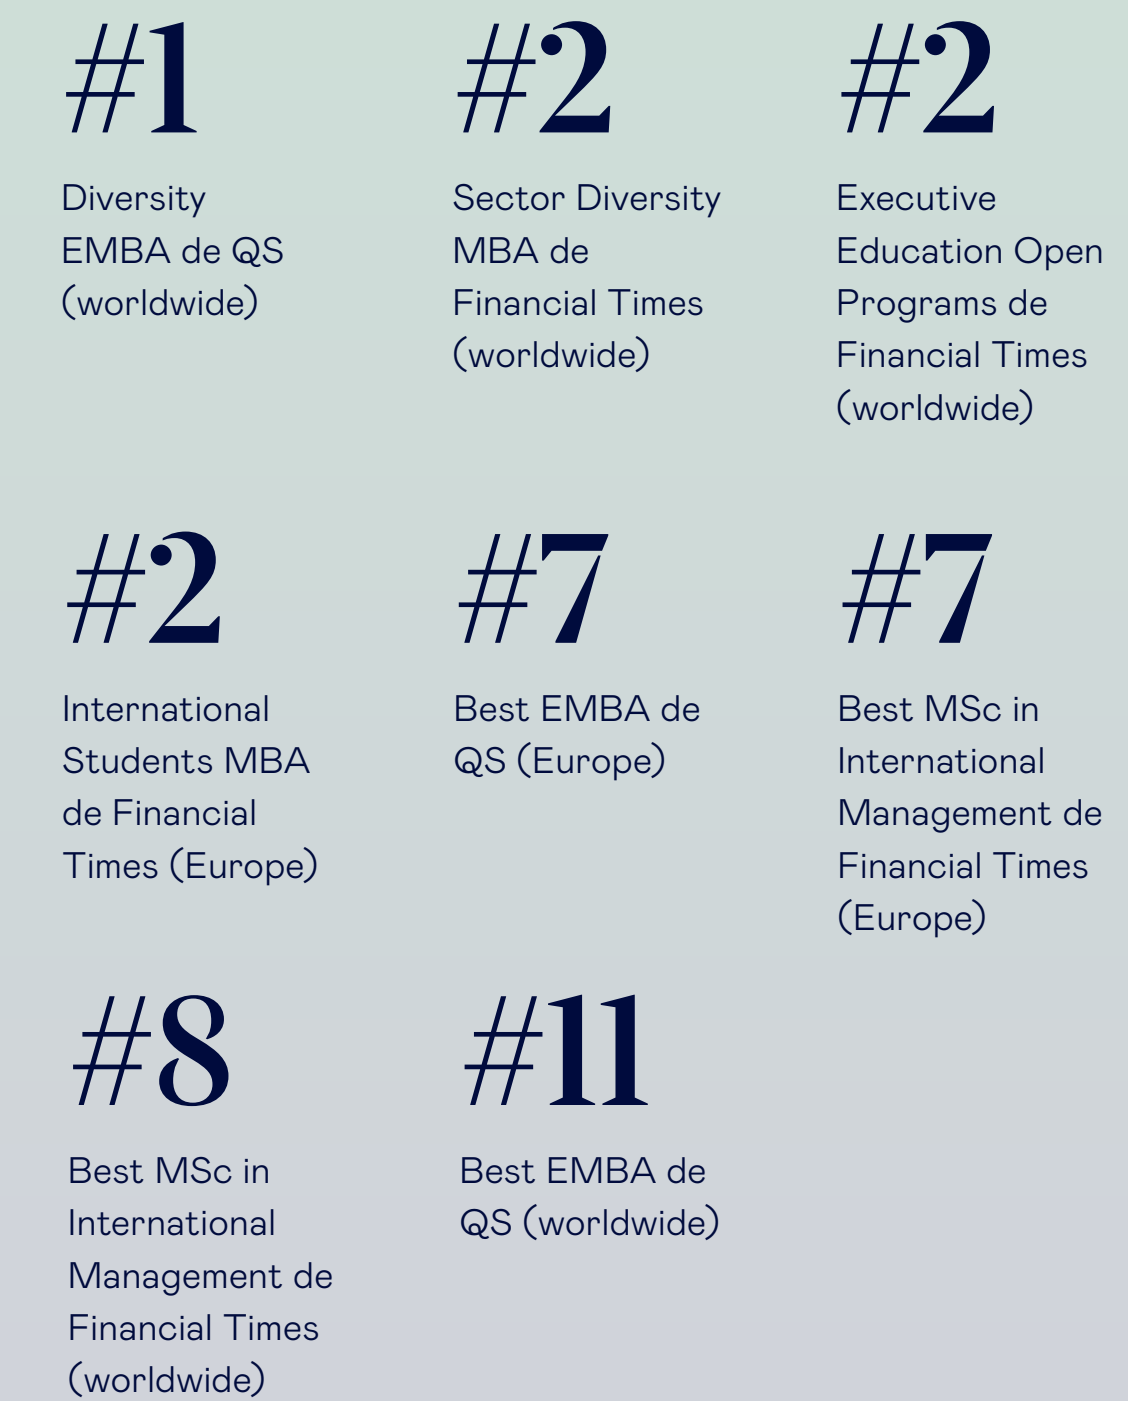 #1
Diversity
EMBA de QS
(worldwide)
#2
Sector Diversity
MBA de
Financial Times
(worldwide)
#2
Executive
Education Open
Programs de
Financial Times
(worldwide)
#2
International
Students MBA
de Financial
Times (Europe)
#7
Best EMBA de
QS (Europe)
#7
Best MSc in
International
Management de
Financial Times
(Europe)
#8
Best MSc in
International
Management de
Financial Times
(worldwide)
#11
Best EMBA de
QS (worldwide)